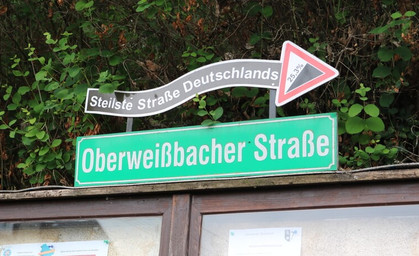 Steilste Straße Deutschlands
25,3%
Oberweißbacher Straße